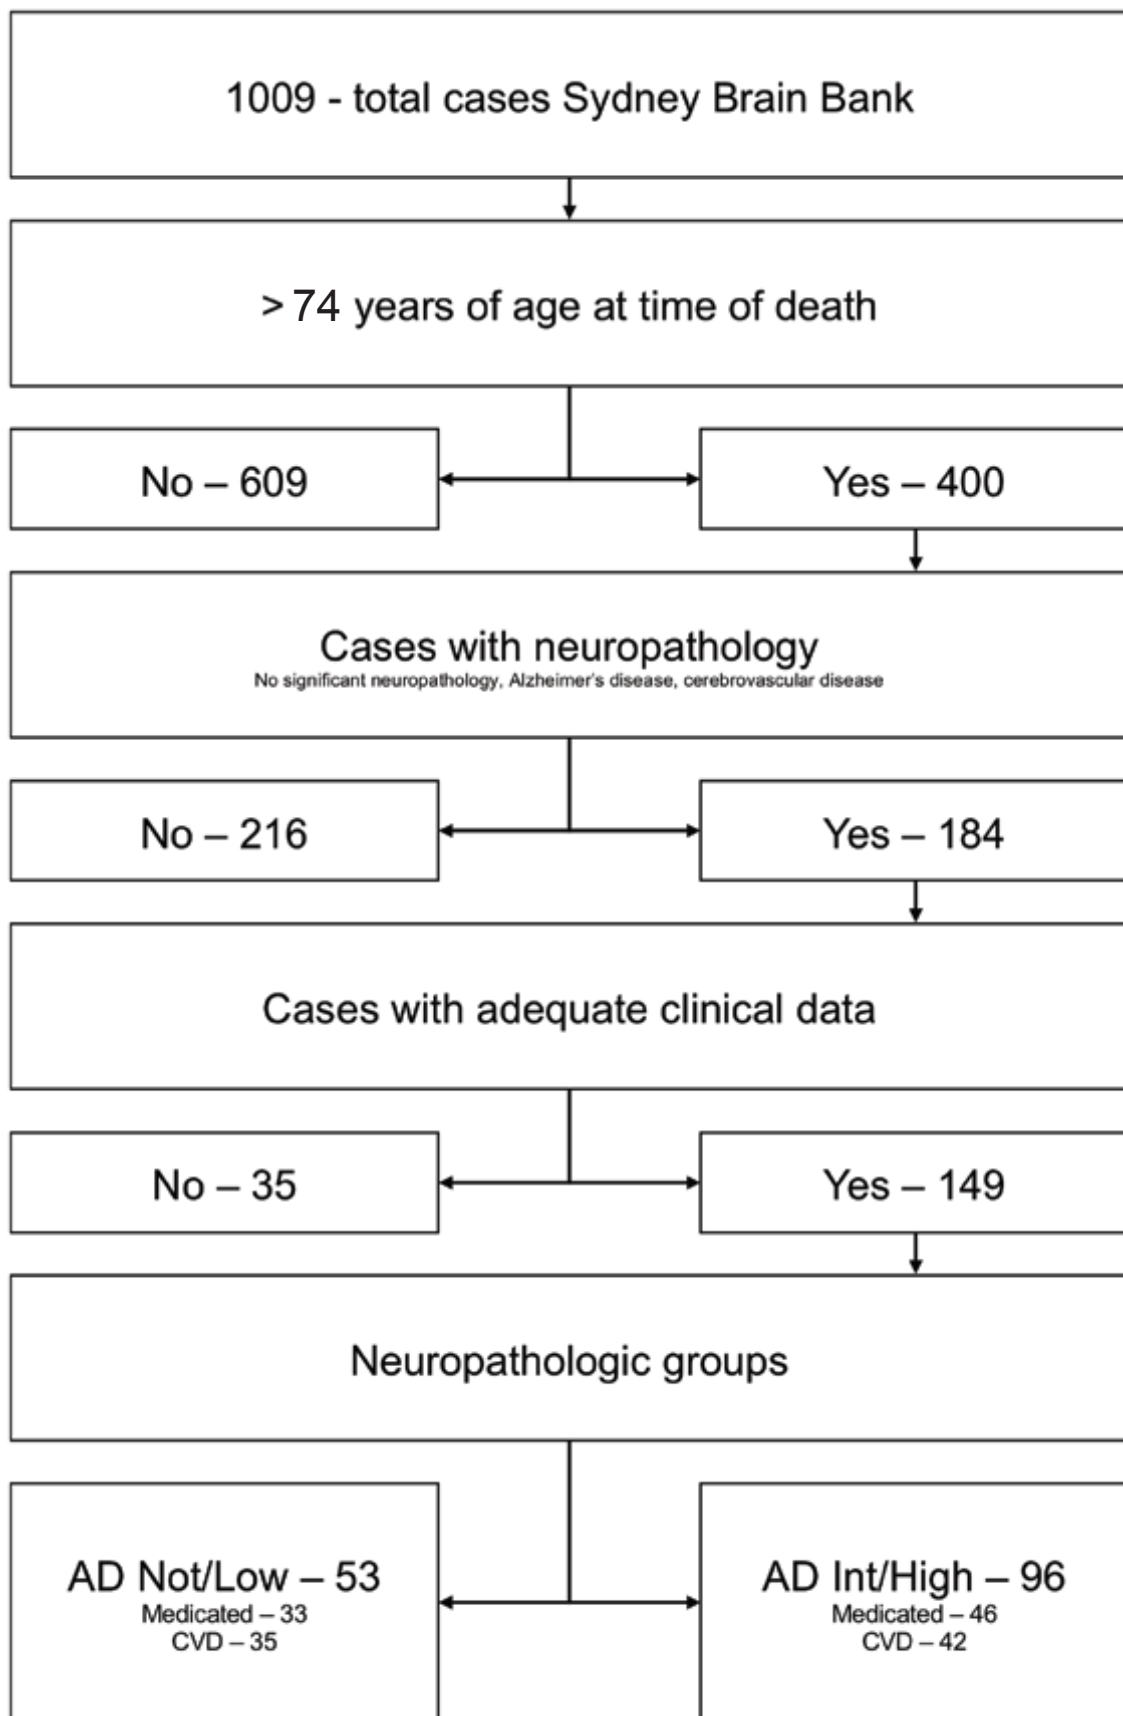 1009 - total cases Sydney Brain Bank
> 74 years of age at time of death
No – 609
Yes – 400
Cases with neuropathology
No significant neuropathology, Alzheimer's disease, cerebrovascular disease
No – 216
Yes – 184
Cases with adequate clinical data
No – 35
Yes – 149
Neuropathologic groups
AD Not/Low – 53
Medicated – 33
CVD – 35
AD Int/High – 96
Medicated – 46
CVD – 42